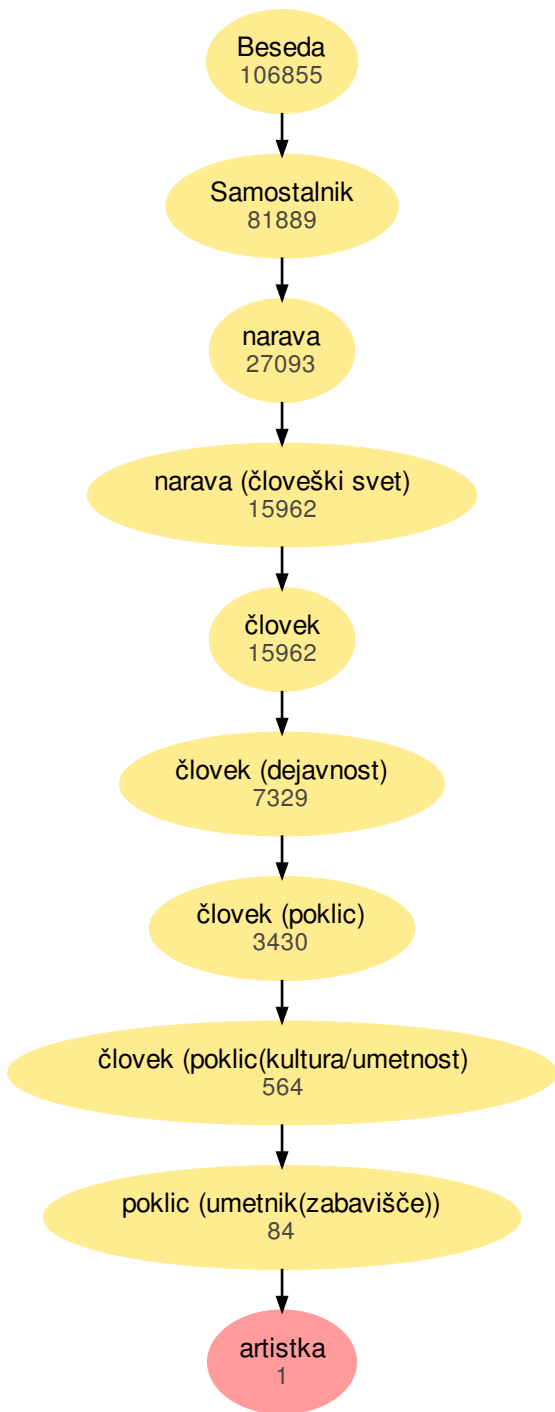 Beseda
106855
Samostalnik
81889
narava
27093
narava (človeški svet)
15962
človek
15962
človek (dejavnost)
7329
človek (poklic)
3430
človek (poklic(kultura/umetnost)
564
poklic (umetnik(zabavišče))
84
artistka
1